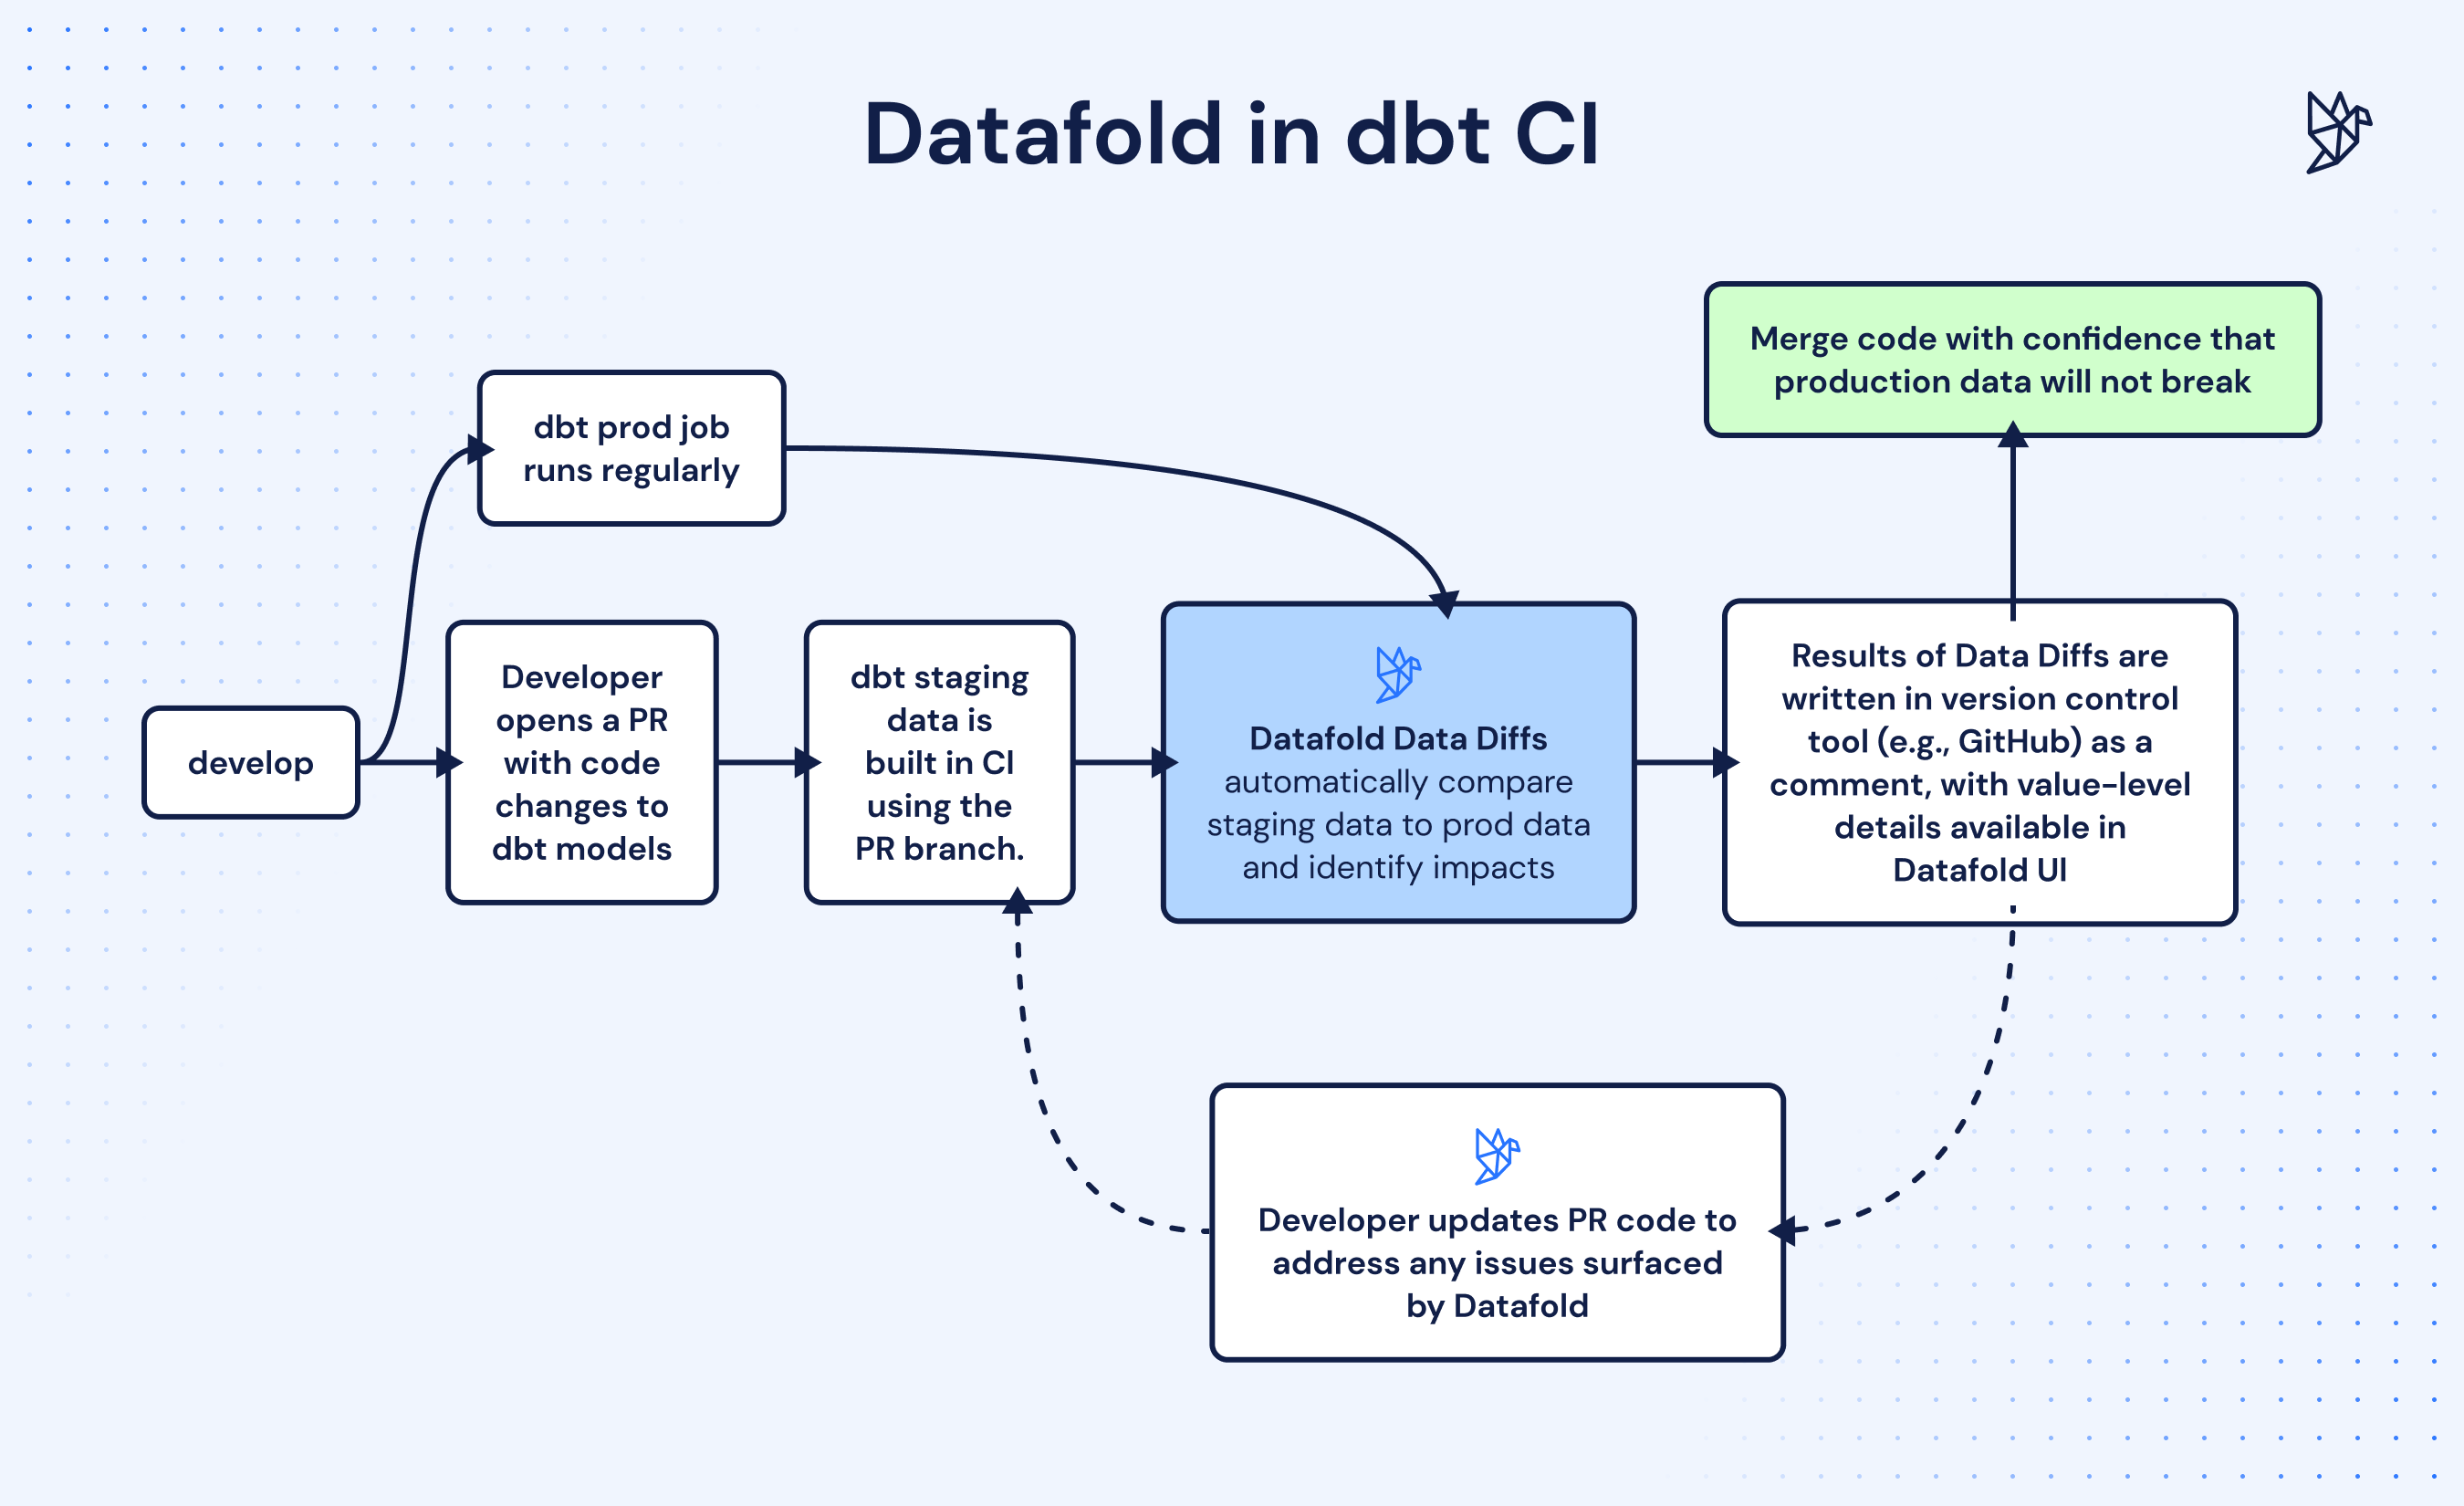 Datafold in dbt CI
Merge code with confidence that
production data will not break
dbt prod job
runs regularly
develop
Developer
opens a PR
with code
changes to
dbt models
dbt staging
data is
built in CI
using the
PR branch.
Datafold Data Diffs
automatically compare
staging data to prod data
and identify impacts
Results of Data Diffs are
written in version control
tool (e.g., GitHub) as a
comment, with value-level
details available in
Datafold UI
Developer updates PR code to
address any issues surfaced
by Datafold